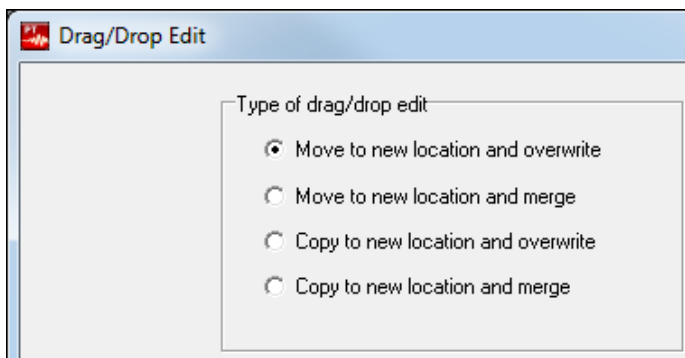 Drag/Drop Edit
Type of drag/drop edit
Move to new location and overwrite
Move to new location and merge
Copy to new location and overwrite
Copy to new location and merge